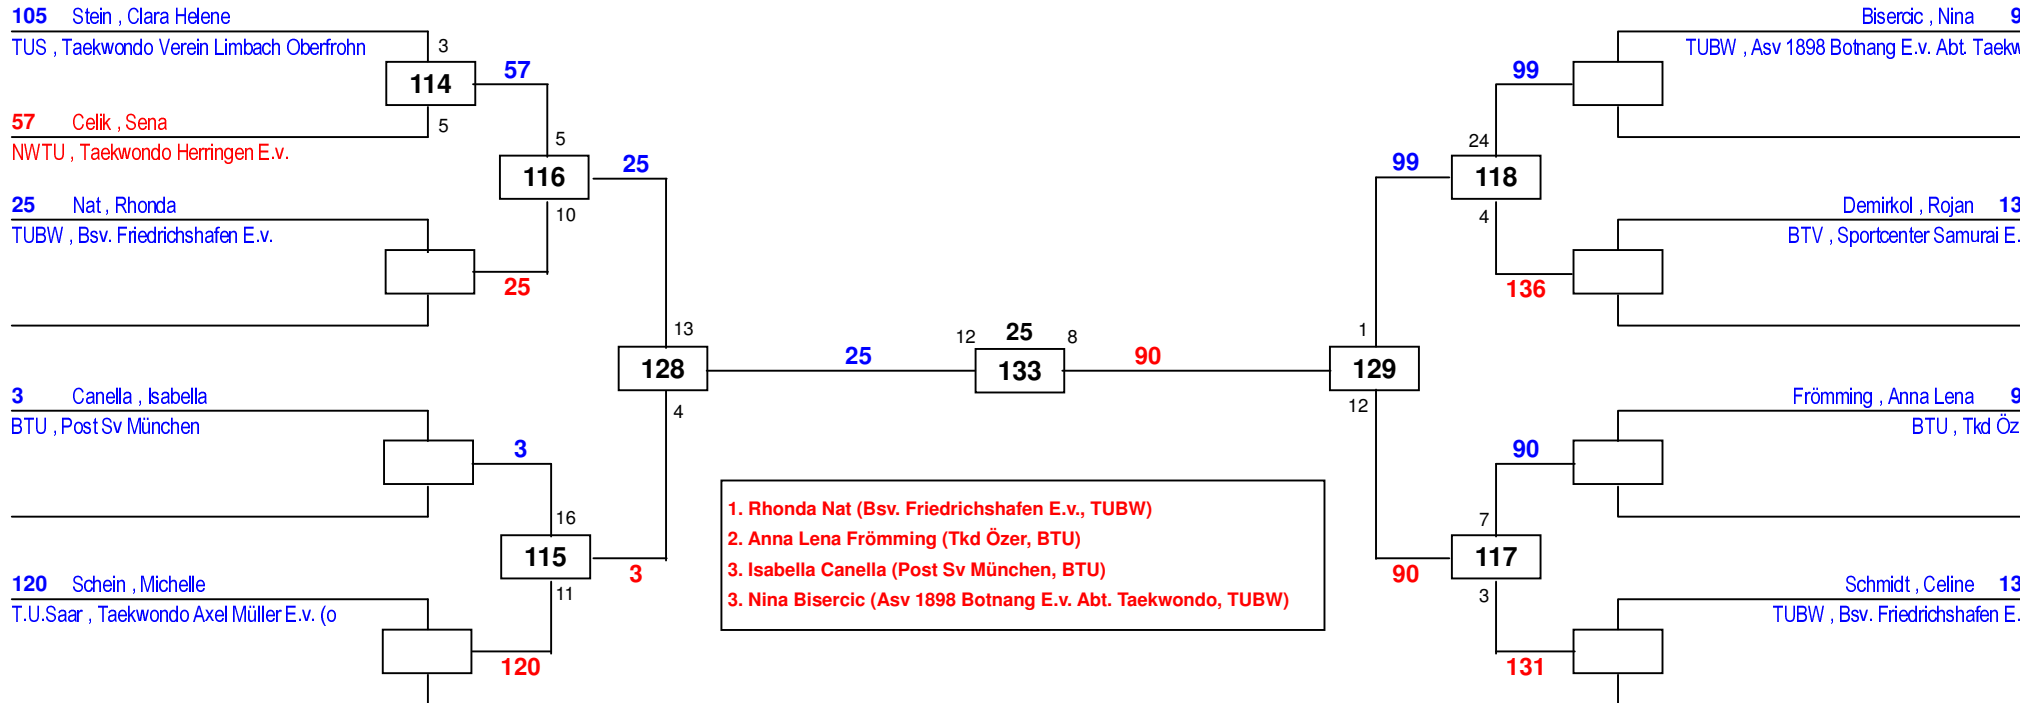 105 Stein , Clara Helene
TUS , Taekwondo Verein Limbach Oberfrohn
3
114
57
57 Celik , Sena
5
NWTU , Taekwondo Herringen E.v.
5
116
25
10
25 Nat , Rhonda
TUBW , Bsv. Friedrichshafen E.v.
25
13
128
4
25
3 Canella , Isabella
BTU , Post Sv München
3
16
115
3
11
120 Schein , Michelle
T.U.Saar , Taekwondo Axel Müller E.v. (o
120
12 25 8
133
90
1. Rhonda Nat (Bsv. Friedrichshafen E.v., TUBW)
2. Anna Lena Frömming (Tkd Özer, BTU)
3. Isabella Canella (Post Sv München, BTU)
3. Nina Bisercic (Asv 1898 Botnang E.v. Abt. Taekwondo, TUBW)
Bisercic , Nina 9
TUBW , Asv 1898 Botnang E.v. Abt. Taekw
99
24
99
118
4
Demirkol , Rojan 13
BTV , Sportcenter Samurai E.
136
1
129
12
Frömming , Anna Lena 9
BTU , Tkd Öz
90
7
117
90
3
Schmidt , Celine 13
TUBW , Bsv. Friedrichshafen E.
131